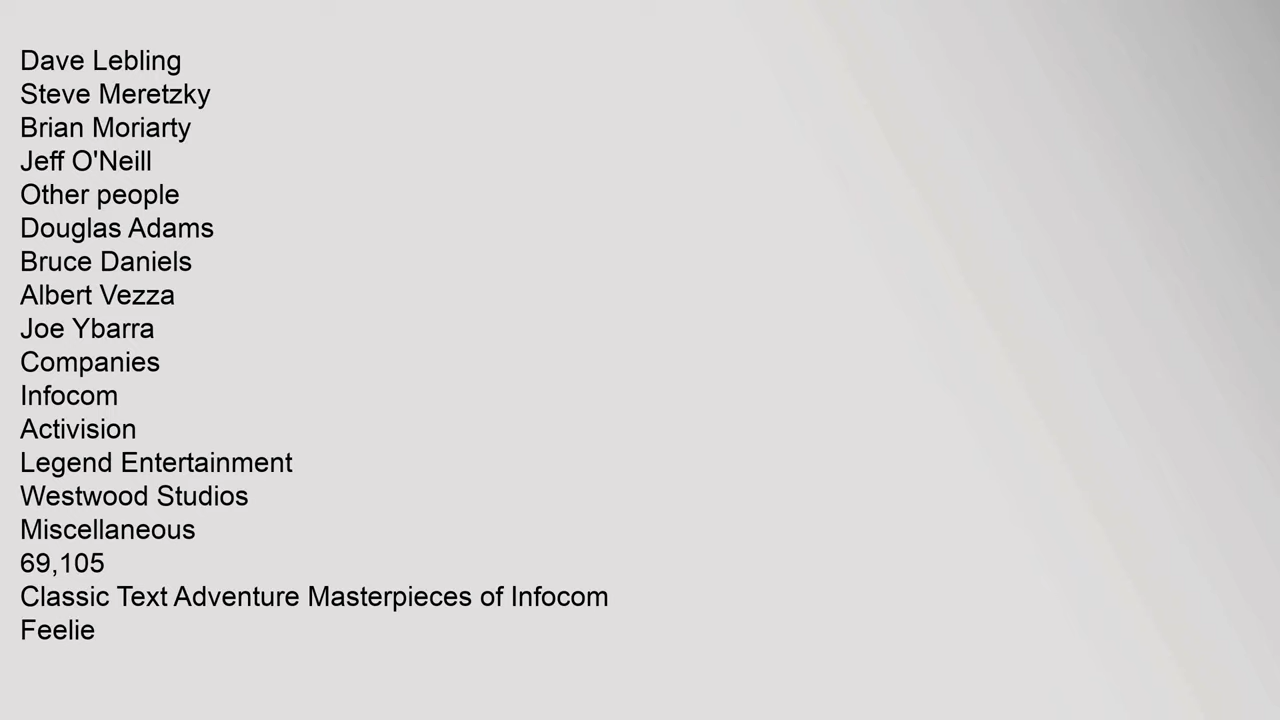 Dave Lebling
Steve Meretzky
Brian Moriarty
Jeff O'Neill
Other people
Douglas Adams
Bruce Daniels
Albert Vezza
Joe Ybarra
Companies
Infocom
Activision
Legend Entertainment
Westwood Studios
Miscellaneous
69,105
Classic Text Adventure Masterpieces of Infocom
Feelie